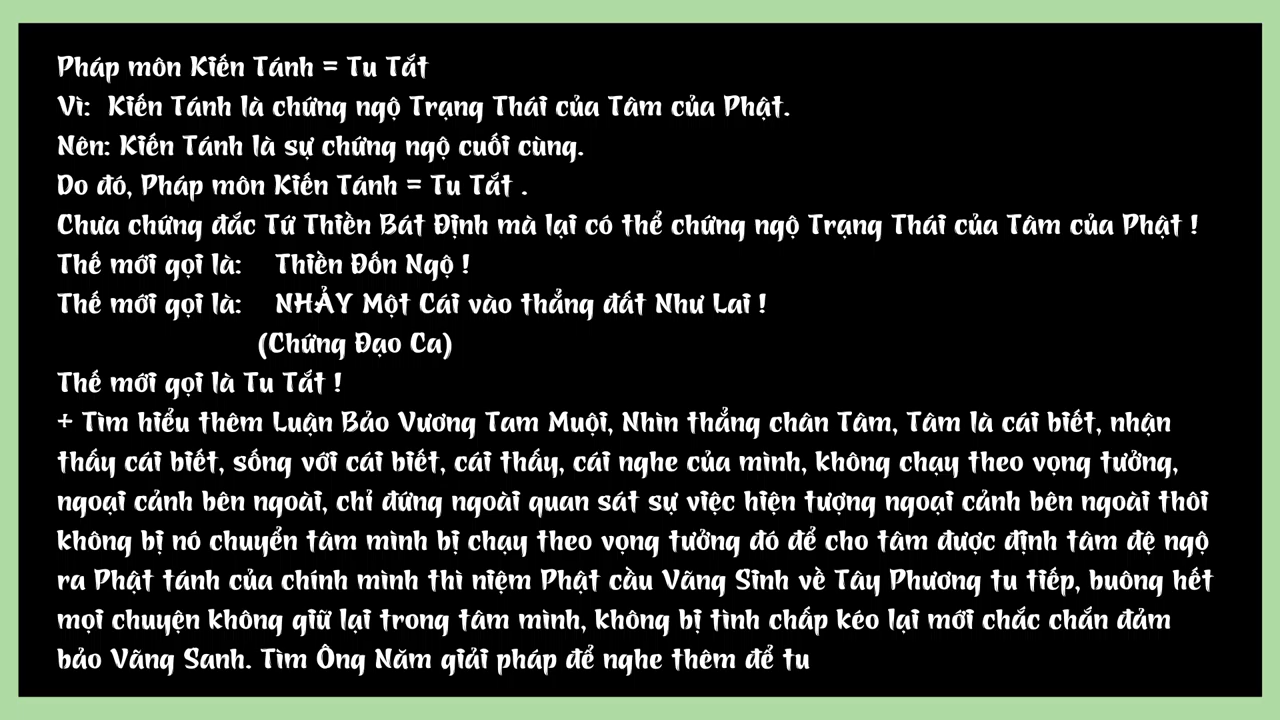 Pháp môn Kiến Tánh = Tu Tắt
Vì: Kiến Tánh là chứng ngộ Trạng Thái của Tâm của Phật.
Nên: Kiến Tánh là sự chứng ngộ cuối cùng.
Do đó, Pháp môn Kiến Tánh = Tu Tắt .
Chưa chứng đắc Tứ Thiền Bát Định mà lại có thể chứng ngộ Trạng Thái của Tâm của Phật !
Thế mới gọi là: Thiền Đốn Ngộ !
Thế mới gọi là: NHẢY Một Cái vào thẳng đất Như Lai !
(Chứng Đạo Ca)
Thế mới gọi là Tu Tắt !
+ Tìm hiểu thêm Luận Bảo Vương Tam Muội, Nhìn thẳng chân Tâm, Tâm là cái biết, nhận
thấy cái biết, sống với cái biết, cái thấy, cái nghe của mình, không chạy theo vọng tưởng,
ngoại cảnh bên ngoài, chỉ đứng ngoài quan sát sự việc hiện tượng ngoại cảnh bên ngoài thôi
không bị nó chuyển tâm mình bị chạy theo vọng tưởng đó để cho tâm được định tâm đệ ngộ
ra Phật tánh của chính mình thì niệm Phật cầu Vãng Sinh về Tây Phương tu tiếp, buông hết
mọi chuyện không giữ lại trong tâm mình, không bị tình chấp kéo lại mới chắc chắn đảm
bảo Vãng Sanh. Tìm Ông Năm giải pháp để nghe thêm để tu